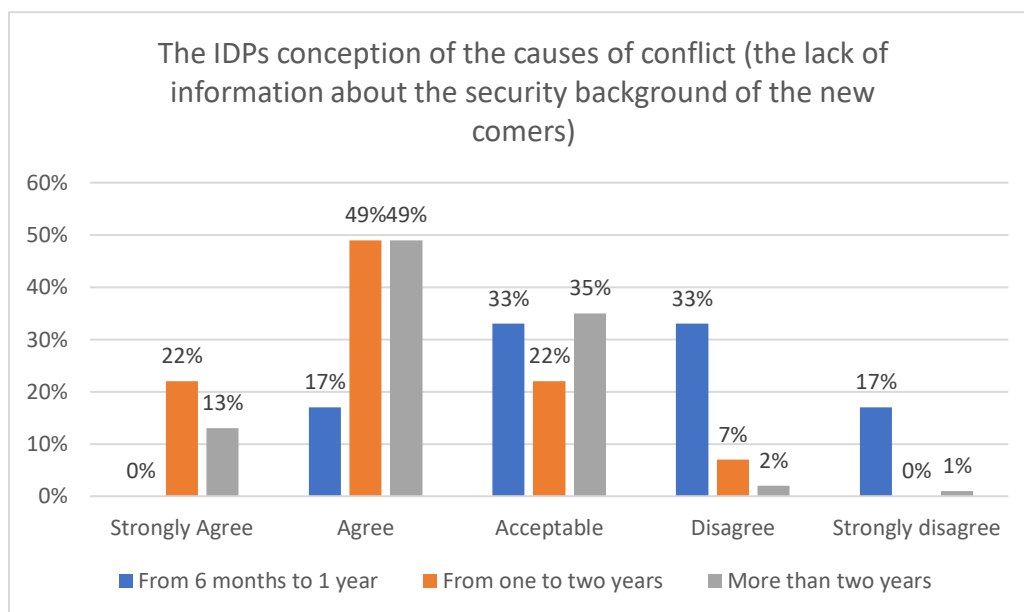 The IDPs conception of the causes of conflict (the lack of
information about the security background of the new
comers)
60%
50%
40%
30%
20%
10%
0%
0%
22%
13%
17%
49%
49%
33%
22%
35%
33%
7%
2%
17%
0%
1%
Strongly Agree
Agree
Acceptable
Disagree
Strongly disagree
From 6 months to 1 year
From one to two years
More than two years